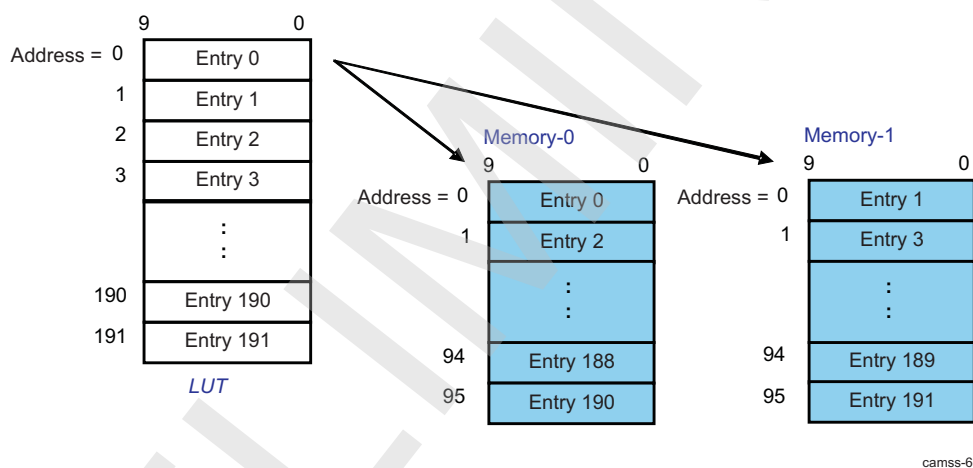 9 0
Address = 0 Entry 0
1 Entry 1
2 Entry 2
3 Entry 3
:
:
190 Entry 190
191 Entry 191
LUT
Memory-0
9 0
Address = 0 Entry 0
1 Entry 2
:
:
94 Entry 188
95 Entry 190
Memory-1
9 0
Address = 0 Entry 1
1 Entry 3
:
:
94 Entry 189
95 Entry 191
camss-6